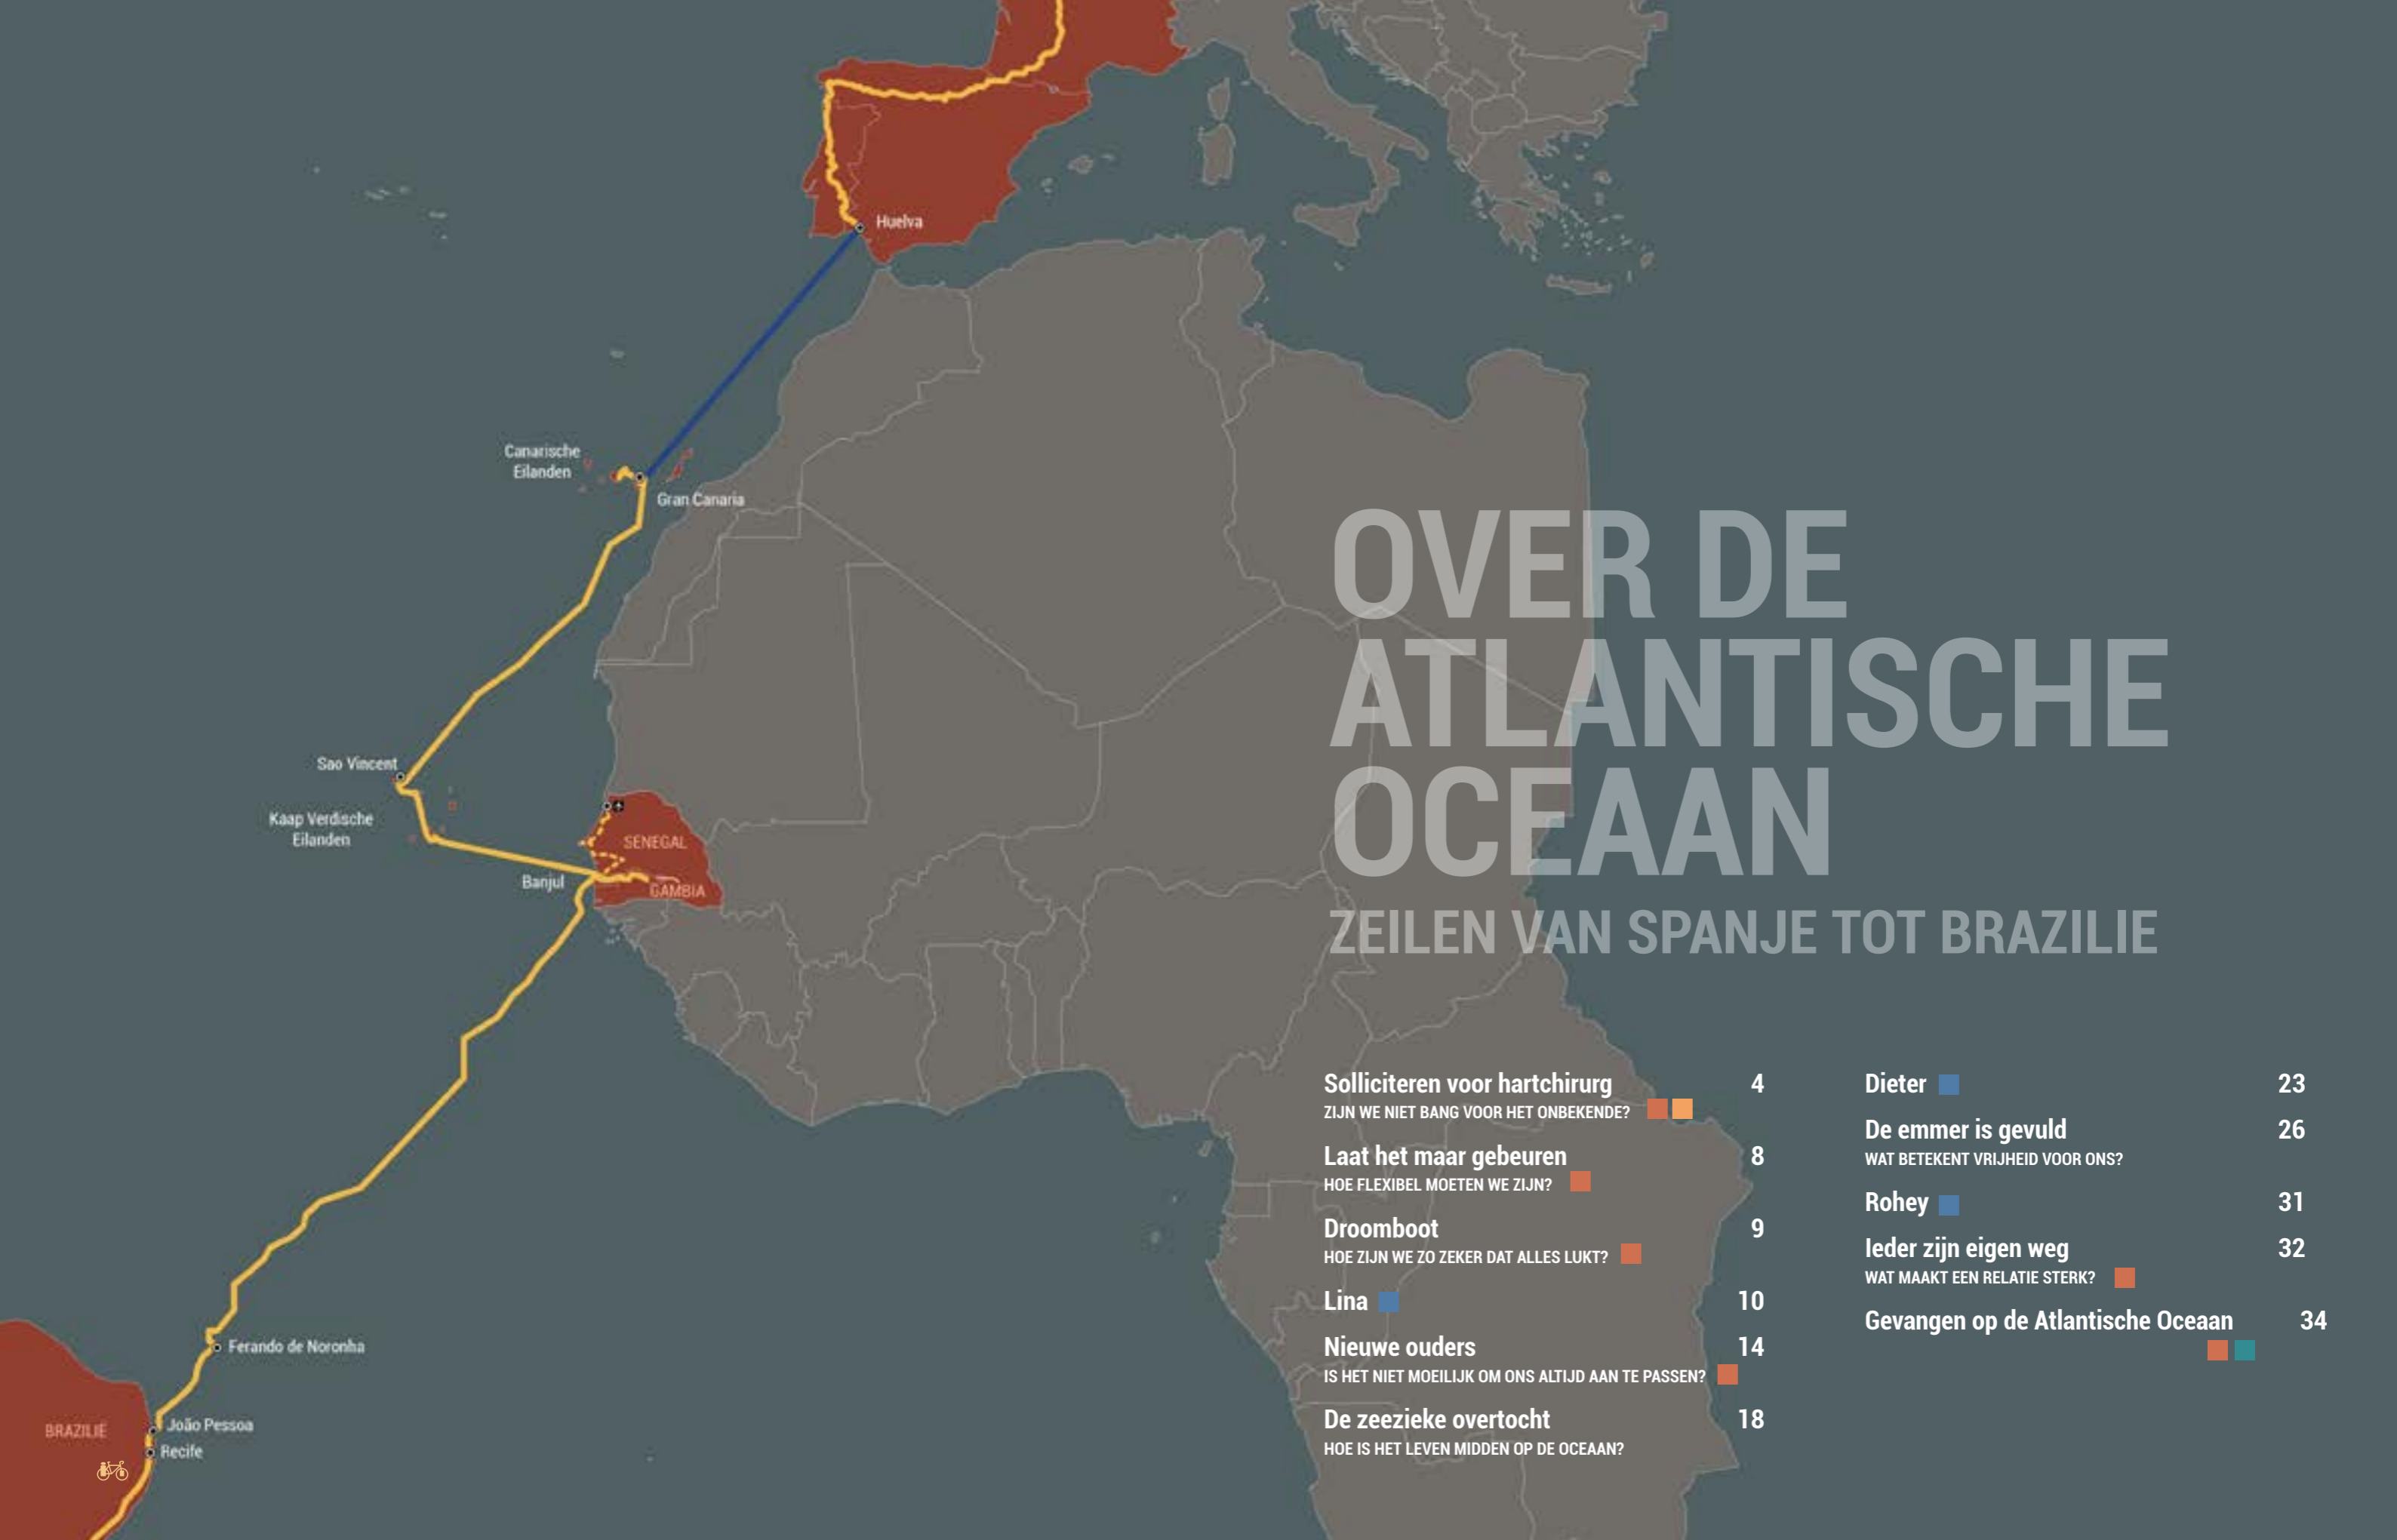 Huelva
Canarische
Eilanden
Gran Canaria
Sao Vincent
Kaap Verdische
Eilanden
SENEGAL
Banjul
GAMBIA
Ferando de Noronha
João Pessoa
BRAZILIË
Recife
OVER DE
ATLANTISCHE
OCEAAN
ZEILEN VAN SPANJE TOT BRAZILIE
Solliciteren voor hartchirurg 4
ZIJN WE NIET BANG VOOR HET ONBEKENDE?
Laat het maar gebeuren 8
HOE FLEXIBEL MOETEN WE ZIJN?
Droomboot 9
HOE ZIJN WE ZO ZEKER DAT ALLES LUKT?
Lina 10
Nieuwe ouders 14
IS HET NIET MOEILIJK OM ONS ALTIJD AAN TE PASSEN?
De zeezieke overtocht 18
HOE IS HET LEVEN MIDDEN OP DE OCEAAN?
Dieter 23
De emmer is gevuld 26
WAT BETEKENT VRIJHEID VOOR ONS?
Rohey 31
Ieder zijn eigen weg 32
WAT MAAKT EEN RELATIE STERK?
Gevangen op de Atlantische Oceaan 34